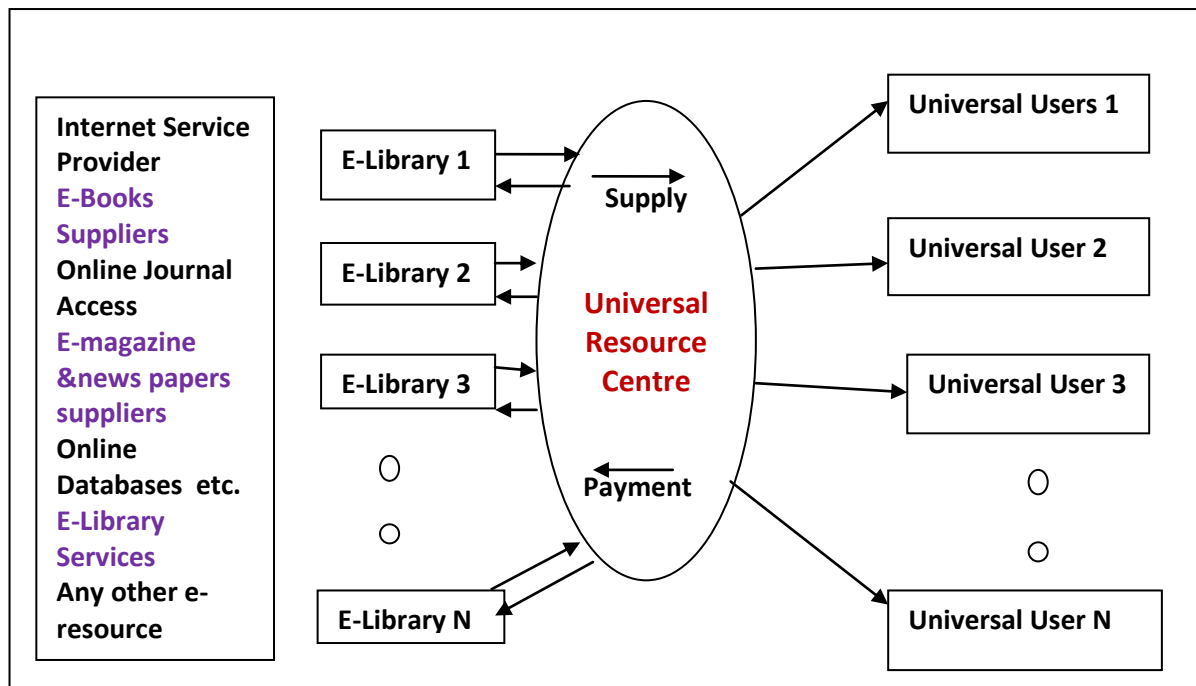 Internet Service
Provider
E-Books
Suppliers
Online Journal
Access
E-magazine
&news papers
suppliers
Online
Databases etc.
E-Library
Services
Any other e-
resource
E-Library 1
E-Library 2
E-Library 3
E-Library N
Supply
Universal
Resource
Centre
Payment
Universal Users 1
Universal User 2
Universal User 3
Universal User N